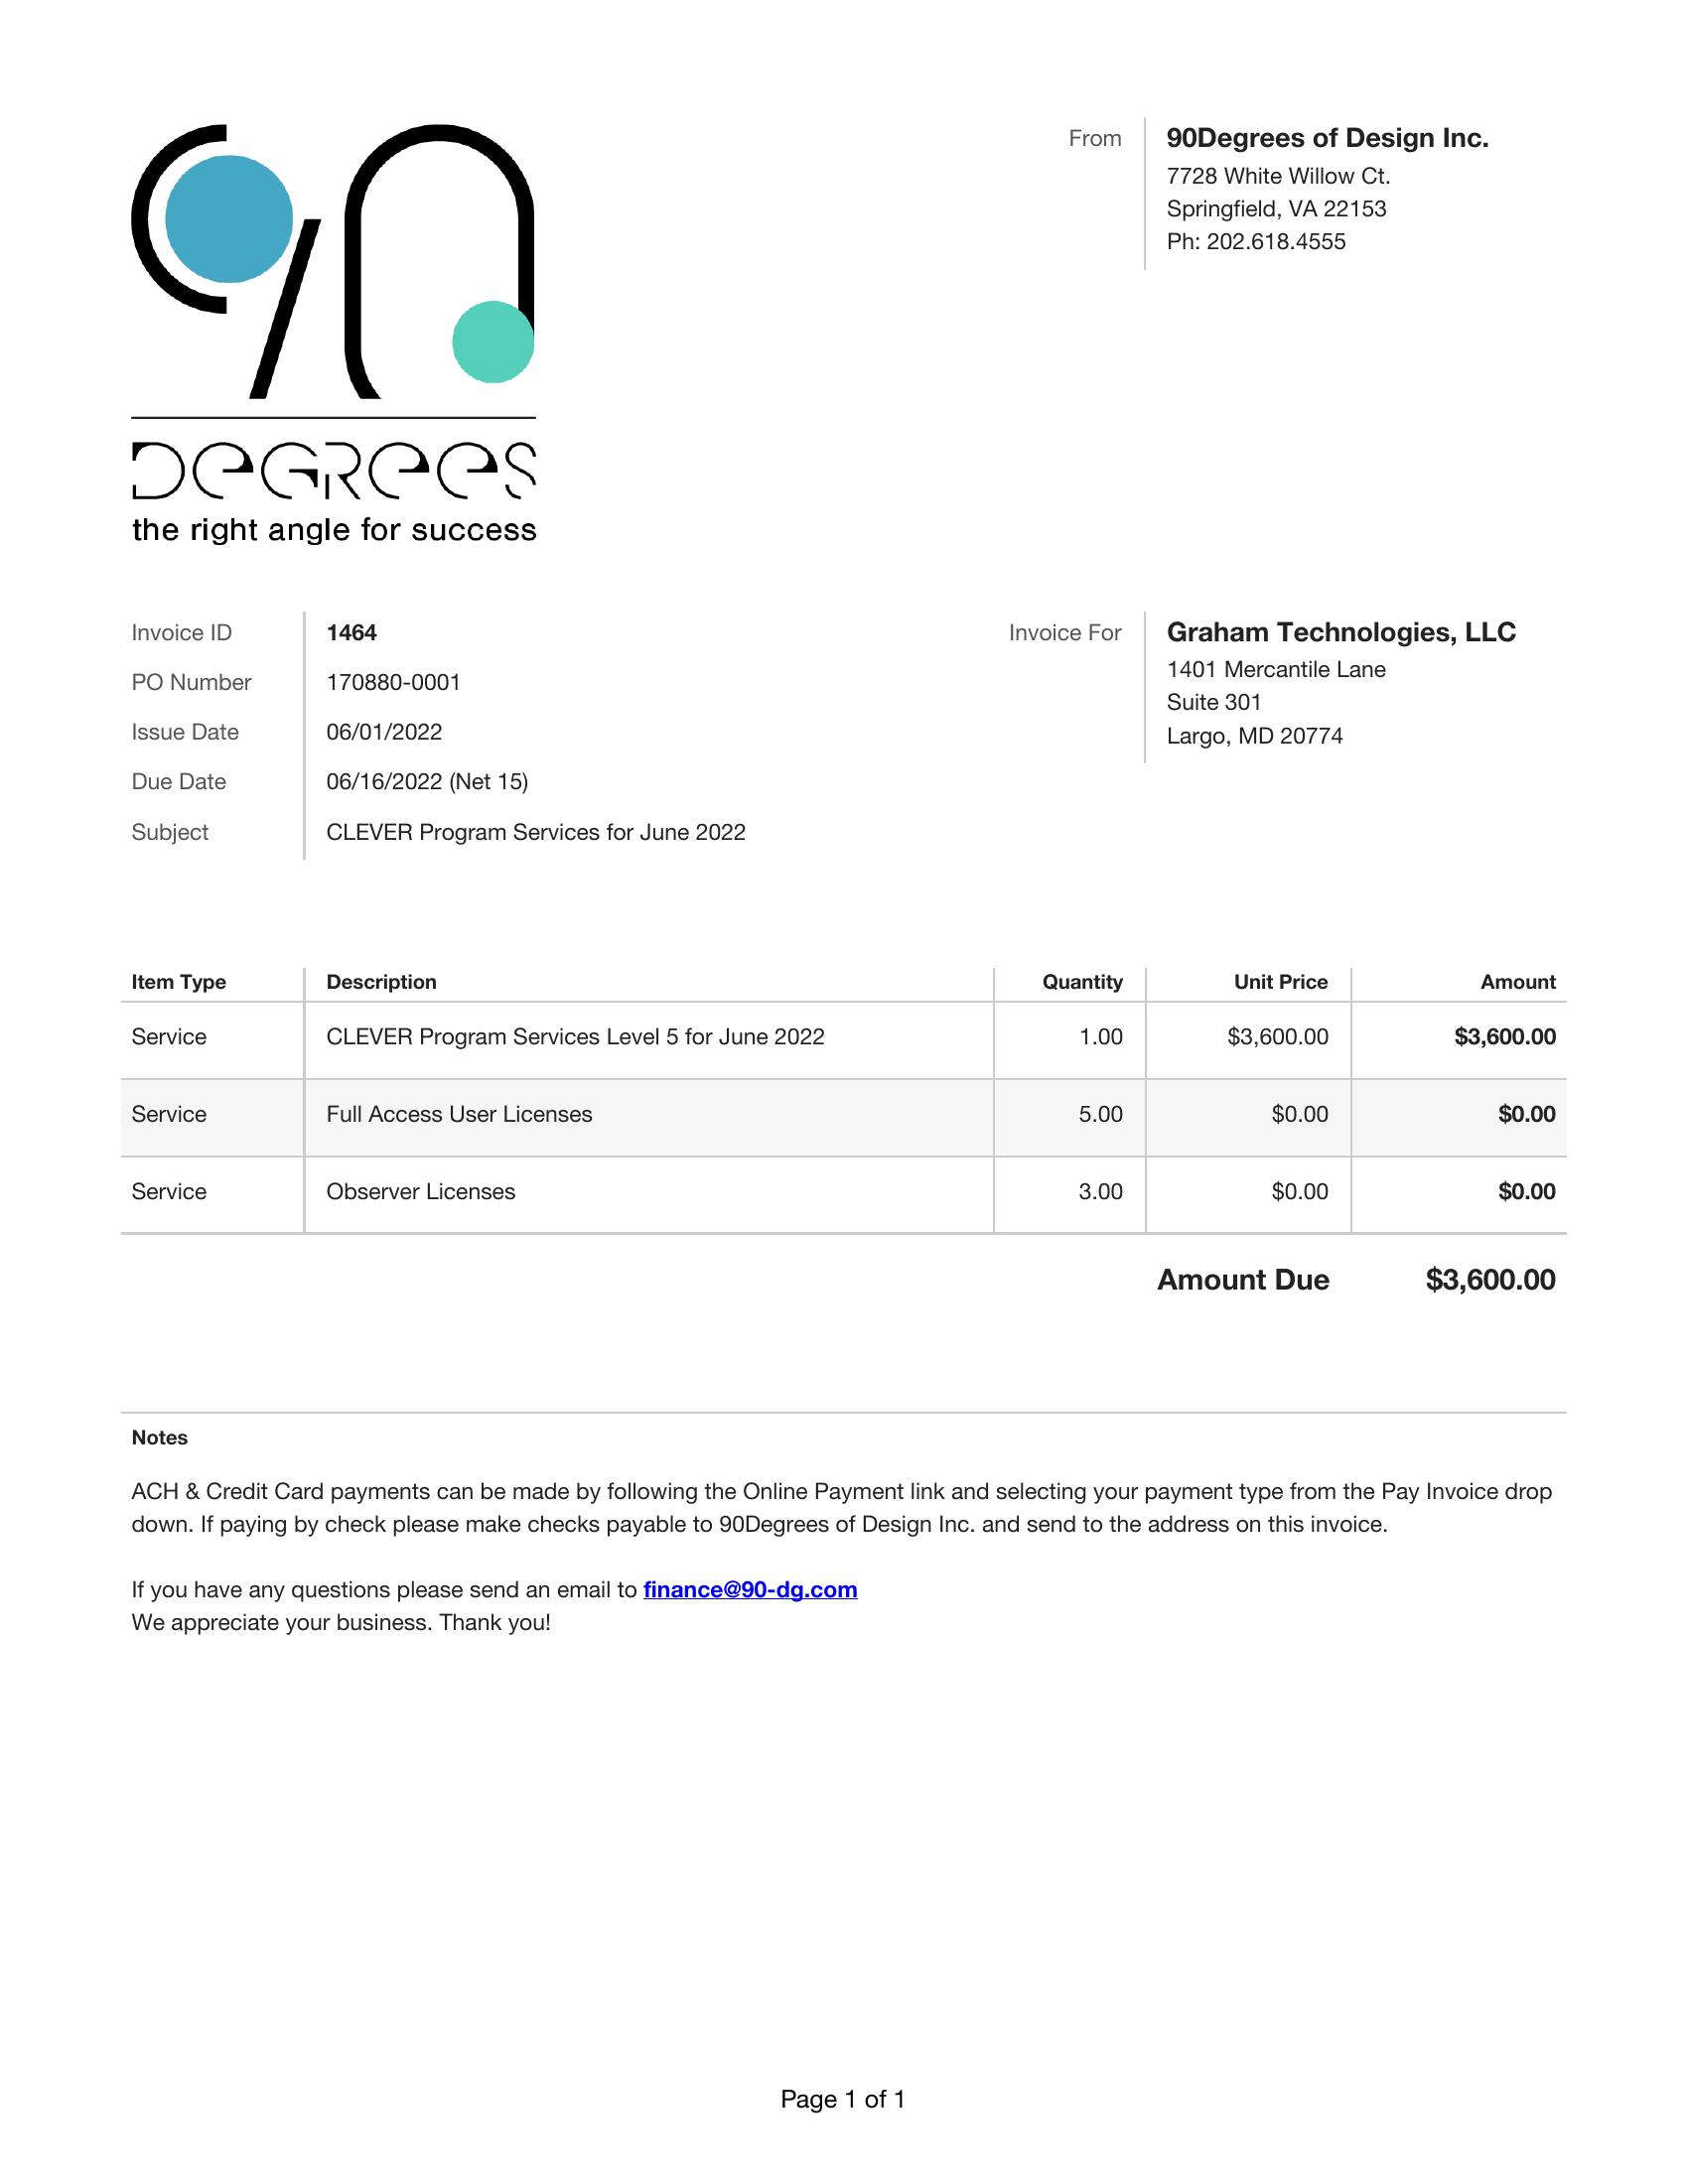 90
DEGREES
the right angle for success
From
90Degrees of Design Inc.
7728 White Willow Ct.
Springfield, VA 22153
Ph: 202.618.4555
Invoice ID 1464
PO Number 170880-0001
Issue Date 06/01/2022
Due Date 06/16/2022 (Net 15)
Subject CLEVER Program Services for June 2022
Invoice For
Graham Technologies, LLC
1401 Mercantile Lane
Suite 301
Largo, MD 20774
Item Type Description Quantity Unit Price Amount
Service CLEVER Program Services Level 5 for June 2022 1.00 $3,600.00 $3,600.00
Service Full Access User Licenses 5.00 $0.00 $0.00
Service Observer Licenses 3.00 $0.00 $0.00
Amount Due $3,600.00
Notes
ACH & Credit Card payments can be made by following the Online Payment link and selecting your payment type from the Pay Invoice drop
down. If paying by check please make checks payable to 90Degrees of Design Inc. and send to the address on this invoice.
If you have any questions please send an email to finance@90-dg.com
We appreciate your business. Thank you!
Page 1 of 1